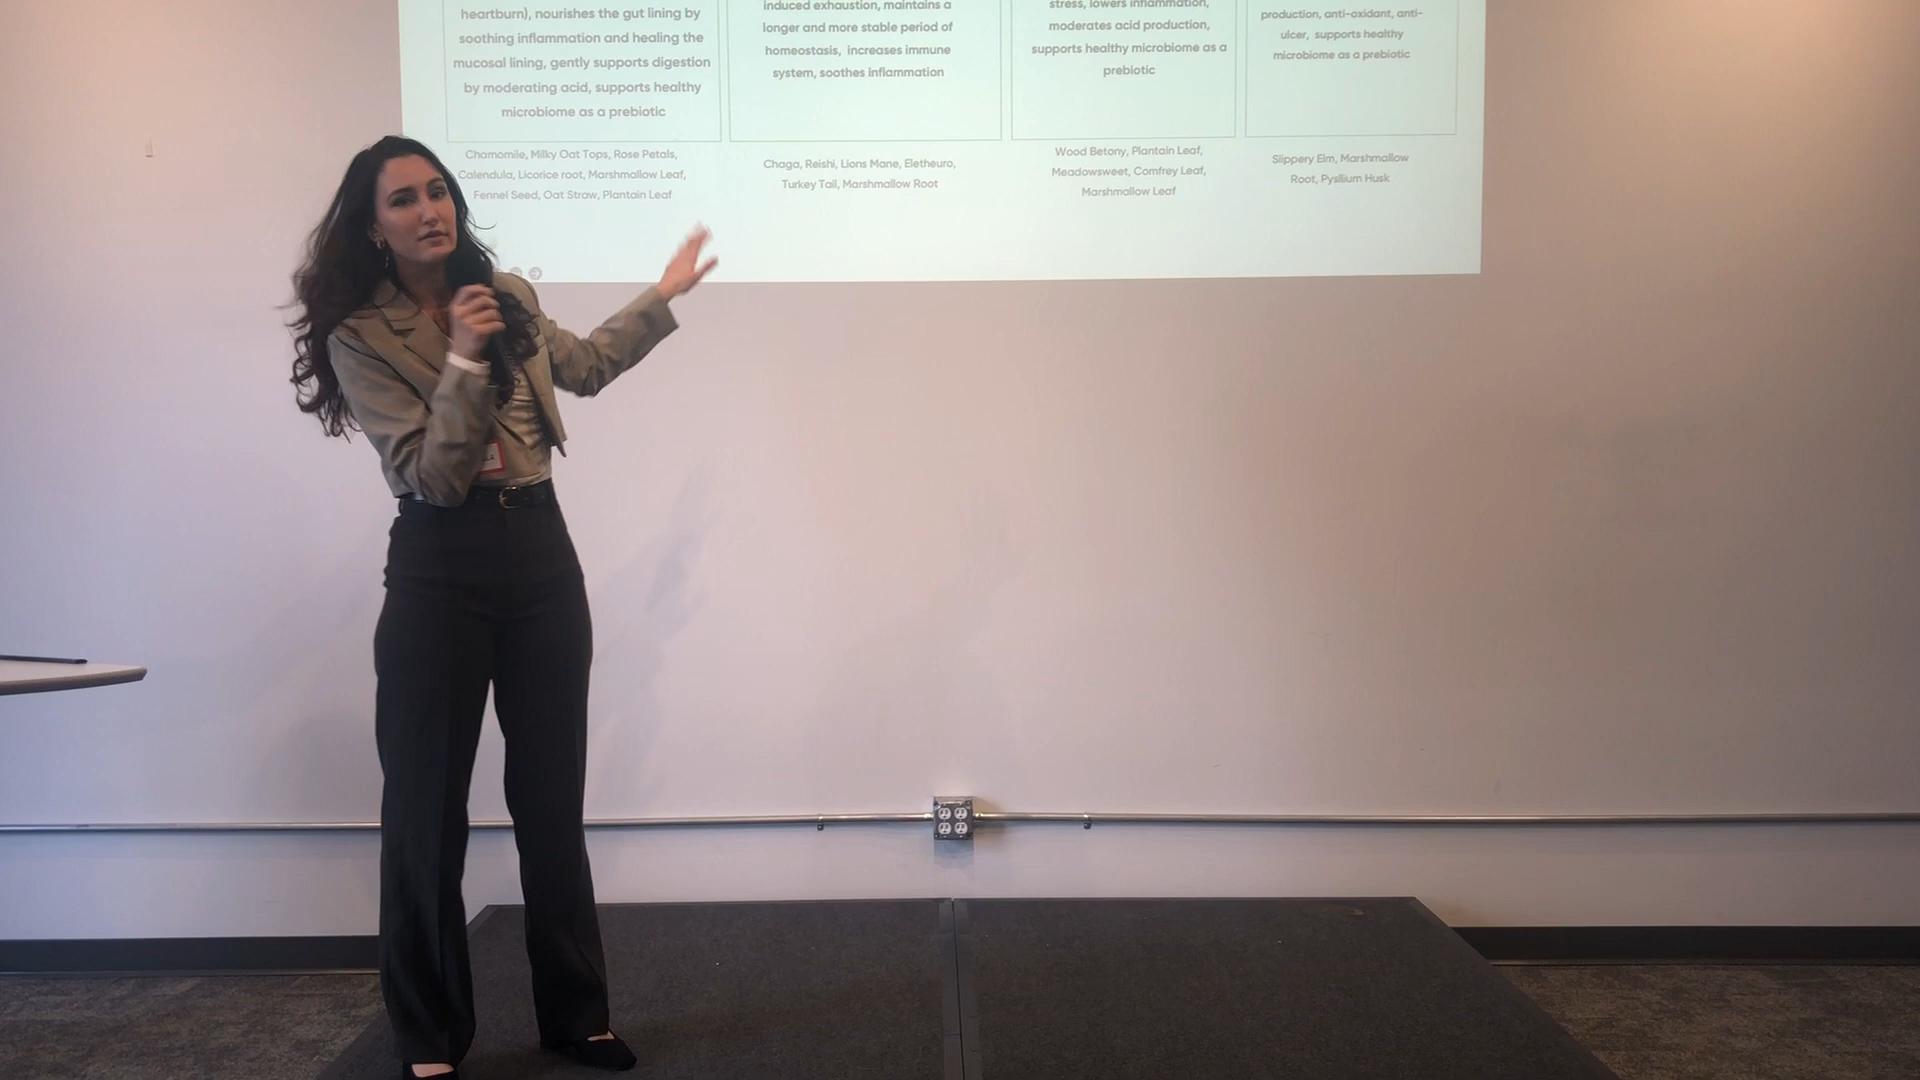 heartburn), nourishes the gut lining by
soothing inflammation and healing the
mucosal lining, gently supports digestion
by moderating acid, supports healthy
microbiome as a prebiotic
Chamomile, Milky Oat Tops, Rose Petals,
Calendula, Licorice root, Marshmallow Leaf,
Fennel Seed, Oat Straw, Plantain Leaf
induced exhaustion, maintains a
longer and more stable period of
homeostasis, increases immune
system, soothes inflammation
Chaga, Reishi, Lions Mane, Eletheuro,
Turkey Tail, Marshmallow Root
stress, lowers inflammation,
moderates acid production,
supports healthy microbiome as a
prebiotic
Wood Betony, Plantain Leaf,
Meadowsweet, Comfrey Leaf,
Marshmallow Leaf
production, anti-oxidant, anti-
ulcer, supports healthy
microbiome as a prebiotic
Slippery Elm, Marshmallow
Root, Pysllium Husk